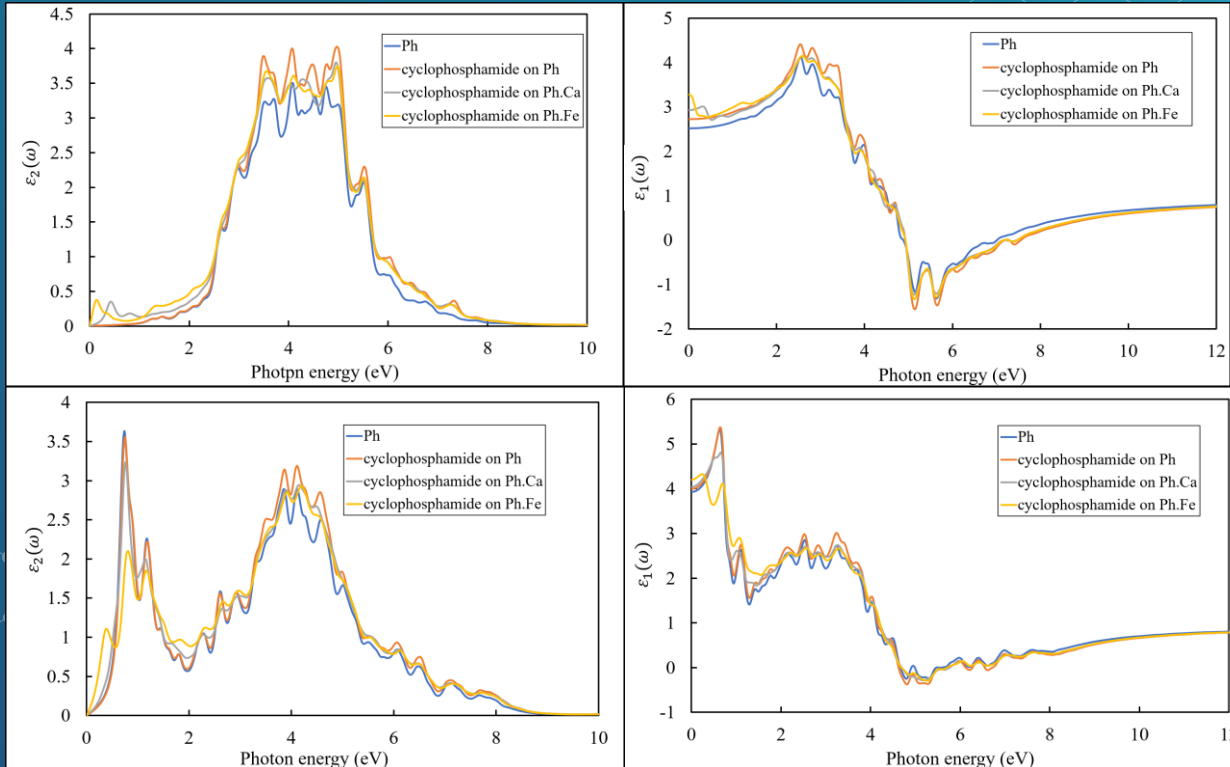 4.5
4
3.5
3
2.5
2
1.5
1
0.5
0
ε₂(ω)
Ph
cyclophosphamide on Ph
cyclophosphamide on Ph.Ca
cyclophosphamide on Ph.Fe
0 2 4 6 8 10
Photpn energy (eV)
5
4
3
2
1
0
-1
-2
ε₁(ω)
Ph
cyclophosphamide on Ph
cyclophosphamide on Ph.Ca
cyclophosphamide on Ph.Fe
0 2 4 6 8 10 12
Photon energy (eV)
4
3.5
3
2.5
2
1.5
1
0.5
0
ε₂(ω)
Ph
cyclophosphamide on Ph
cyclophosphamide on Ph.Ca
cyclophosphamide on Ph.Fe
0 2 4 6 8 10
Photon energy (eV)
6
5
4
3
2
1
0
-1
ε₁(ω)
Ph
cyclophosphamide on Ph
cyclophosphamide on Ph.Ca
cyclophosphamide on Ph.Fe
0 2 4 6 8 10
Photon energy (eV)